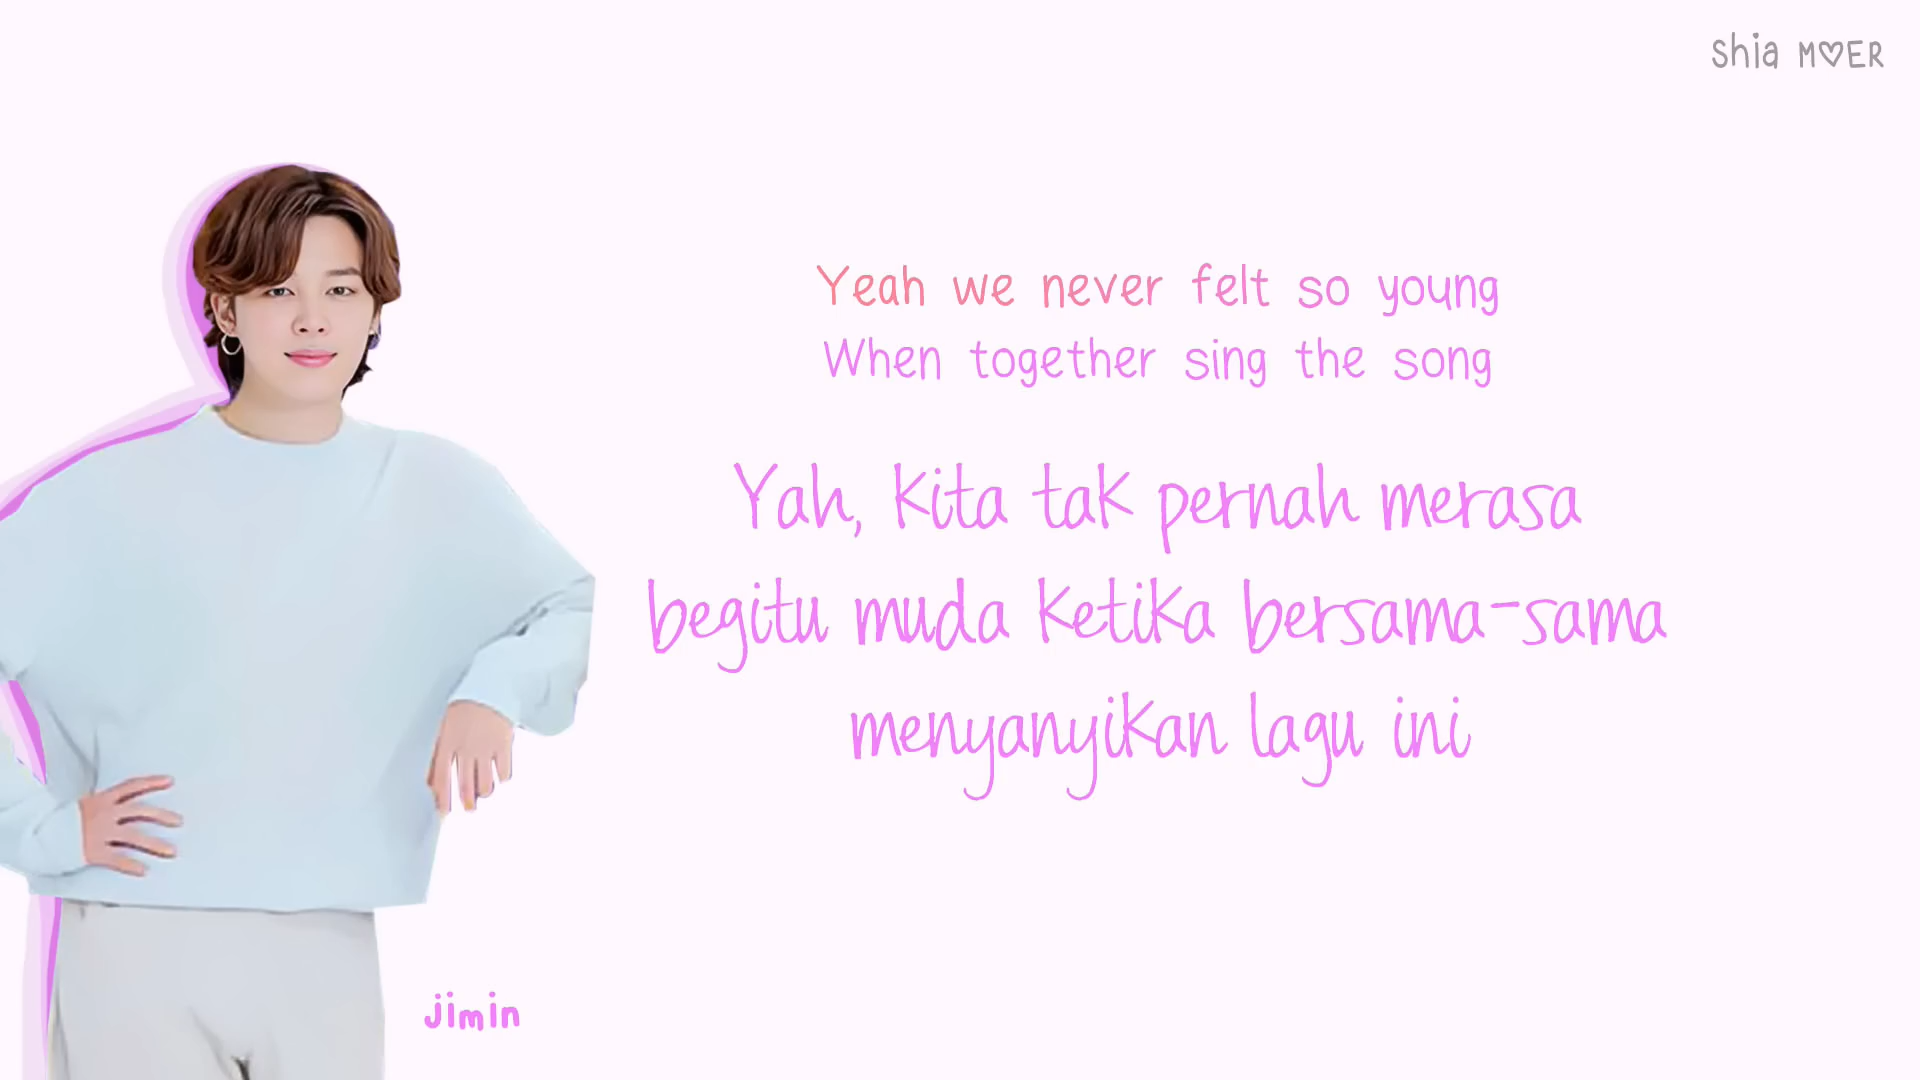 Shia M♡ER
Yeah we never felt so young
When together sing the song
Yah, kita tak pernah merasa
begitu muda ketika bersama-sama
menyanyikan lagu ini
jimin